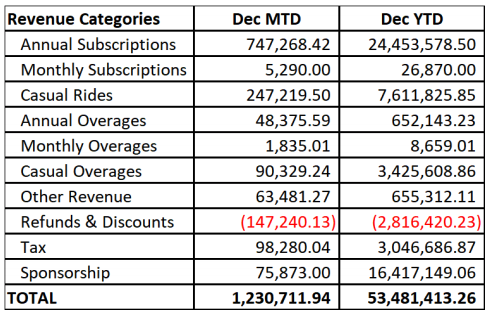 Revenue Categories Dec MTD Dec YTD
Annual Subscriptions 747,268.42 24,453,578.50
Monthly Subscriptions 5,290.00 26,870.00
Casual Rides 247,219.50 7,611,825.85
Annual Overages 48,375.59 652,143.23
Monthly Overages 1,835.01 8,659.01
Casual Overages 90,329.24 3,425,608.86
Other Revenue 63,481.27 655,312.11
Refunds & Discounts (147,240.13) (2,816,420.23)
Tax 98,280.04 3,046,686.87
Sponsorship 75,873.00 16,417,149.06
TOTAL 1,230,711.94 53,481,413.26